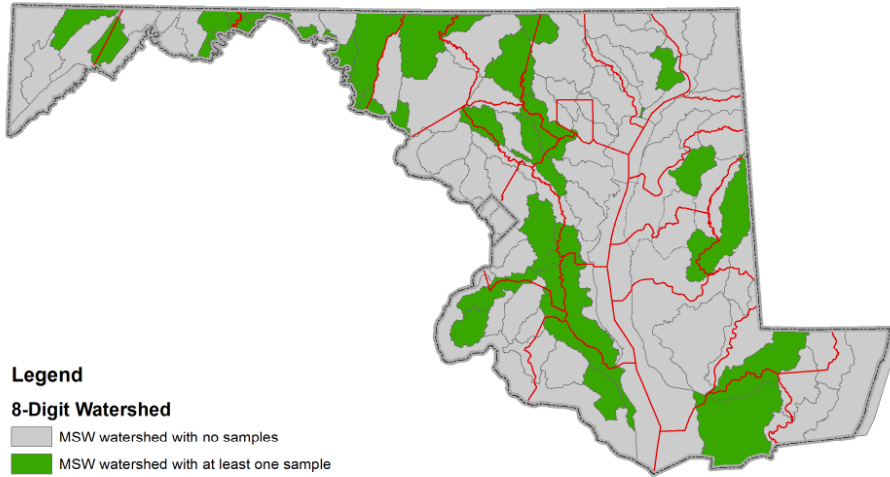 Legend
8-Digit Watershed
MSW watershed with no samples
MSW watershed with at least one sample